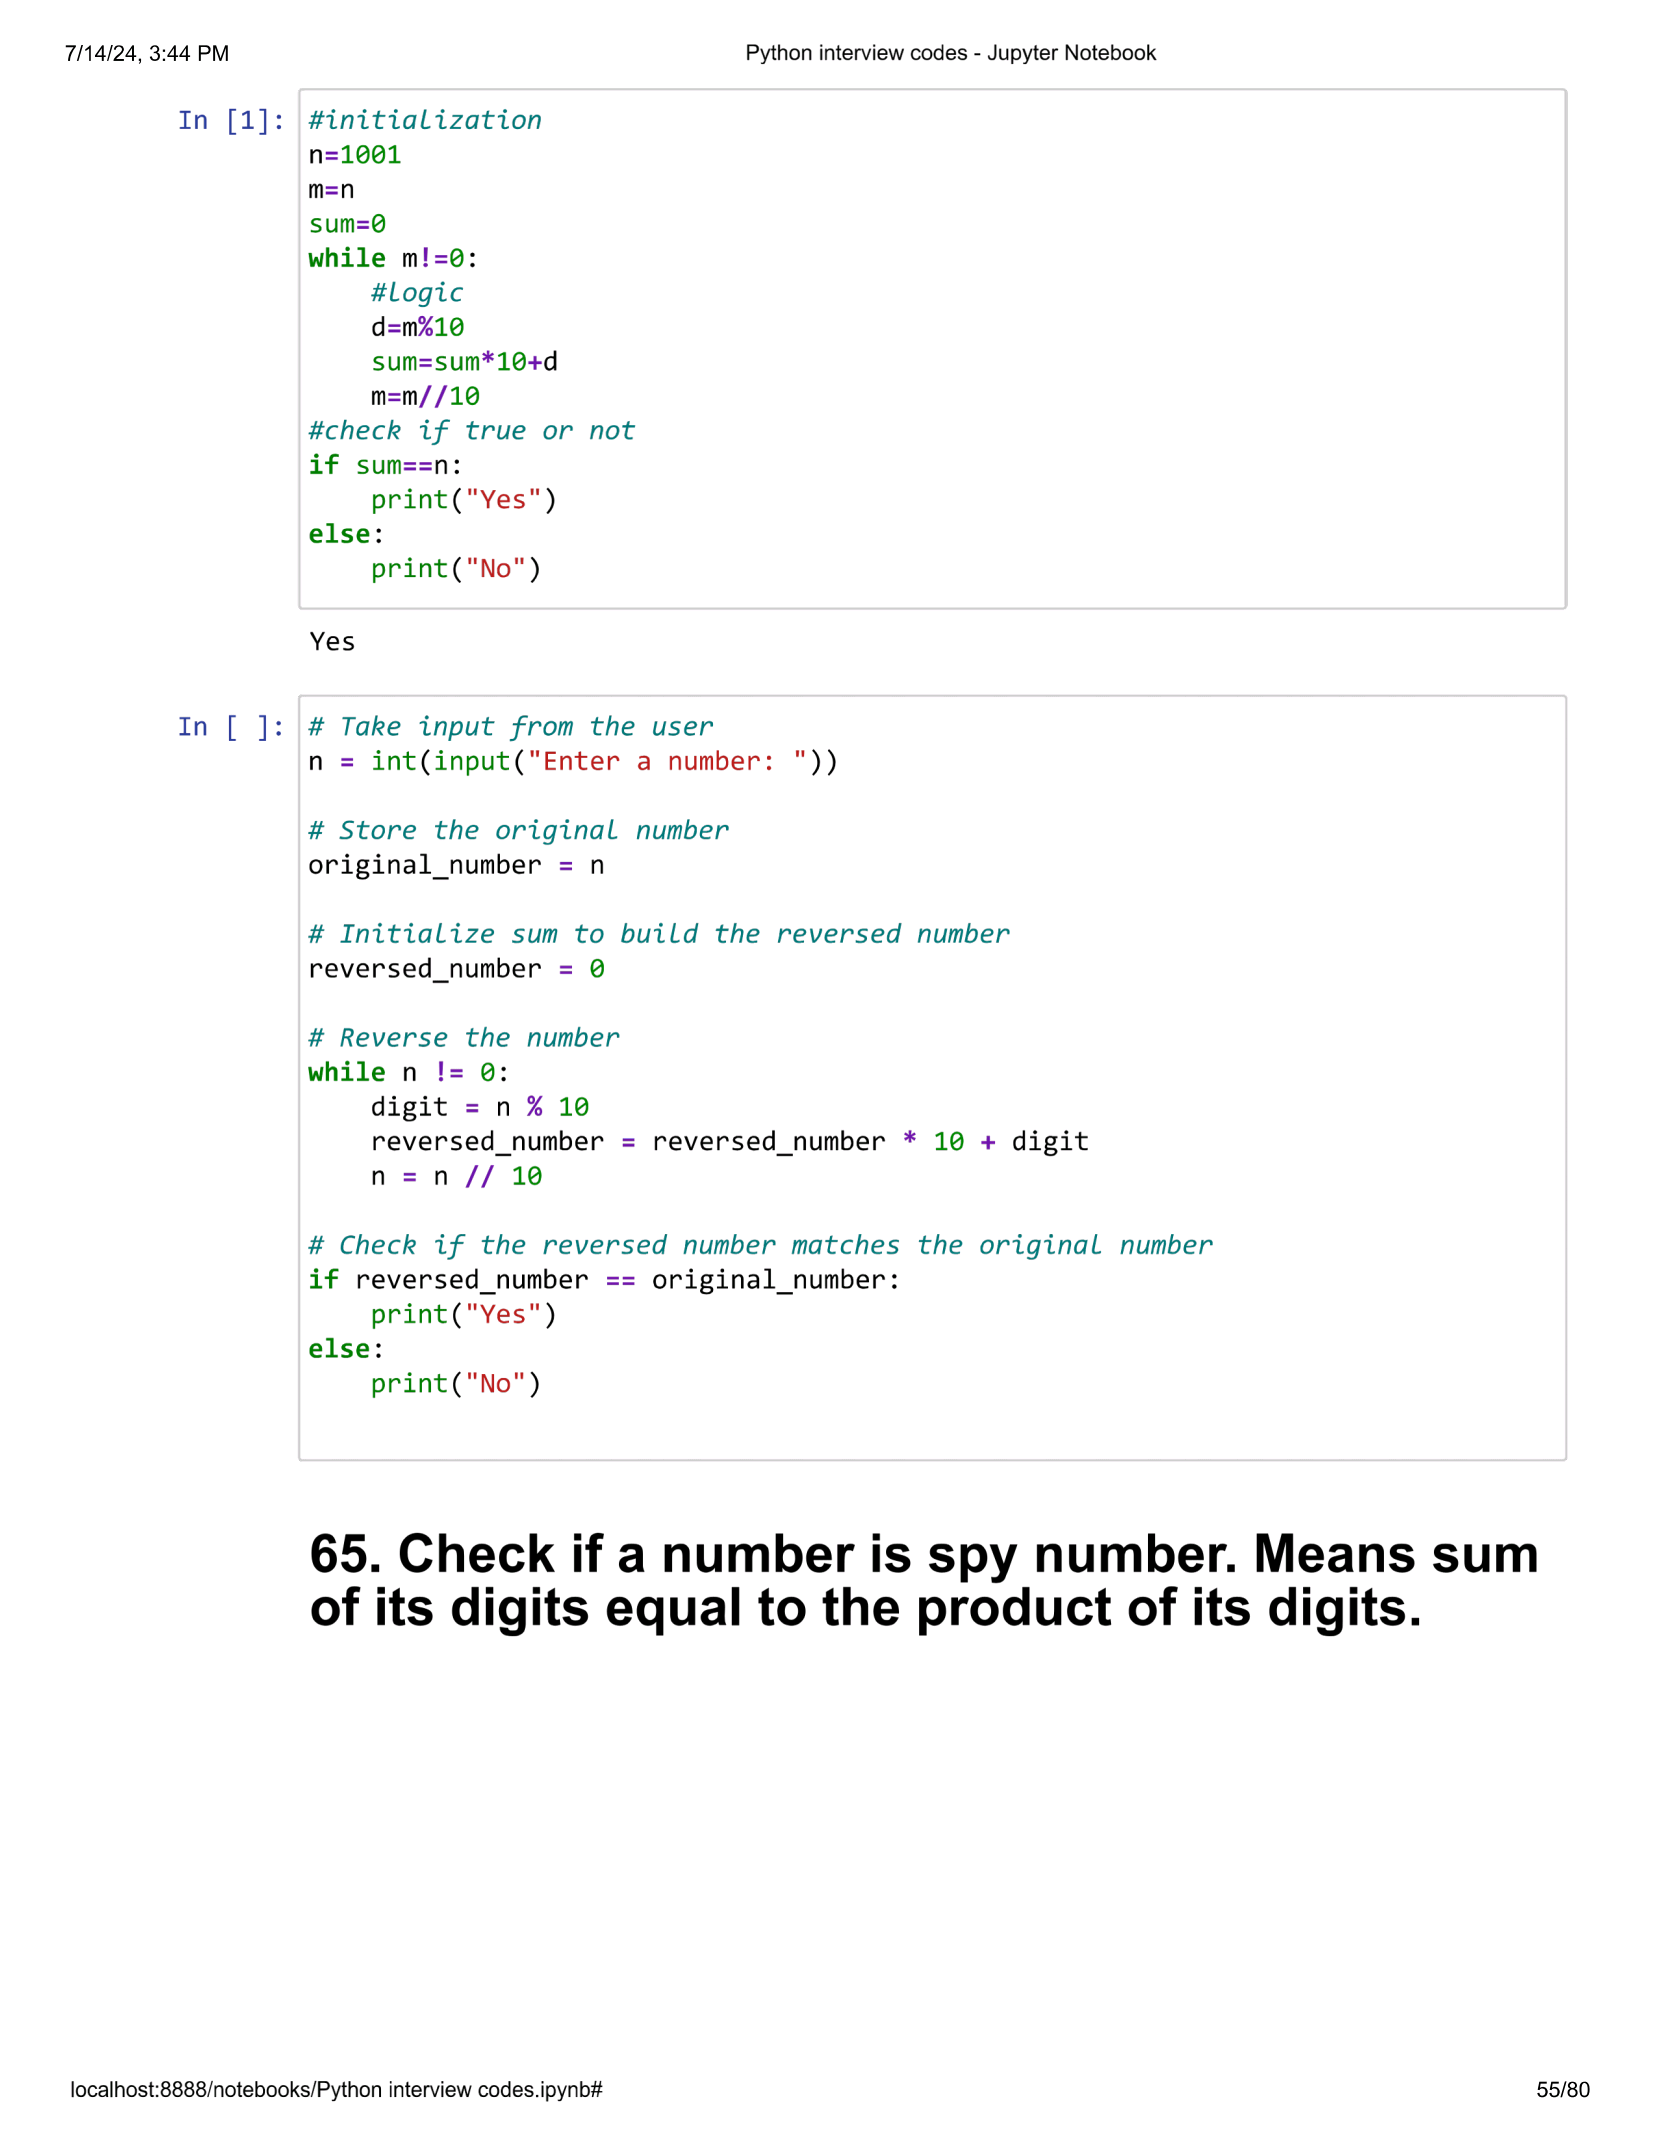 7/14/24, 3:44 PM
Python interview codes - Jupyter Notebook
In [1]:
#initialization
n=1001
m=n
sum=0
while m!=0:
    #logic
    d=m%10
    sum=sum*10+d
    m=m//10
#check if true or not
if sum==n:
    print("Yes")
else:
    print("No")
Yes
In [ ]:
# Take input from the user
n = int(input("Enter a number: "))
# Store the original number
original_number = n
# Initialize sum to build the reversed number
reversed_number = 0
# Reverse the number
while n != 0:
    digit = n % 10
    reversed_number = reversed_number * 10 + digit
    n = n // 10
# Check if the reversed number matches the original number
if reversed_number == original_number:
    print("Yes")
else:
    print("No")
65. Check if a number is spy number. Means sum
of its digits equal to the product of its digits.
localhost:8888/notebooks/Python interview codes.ipynb#
55/80